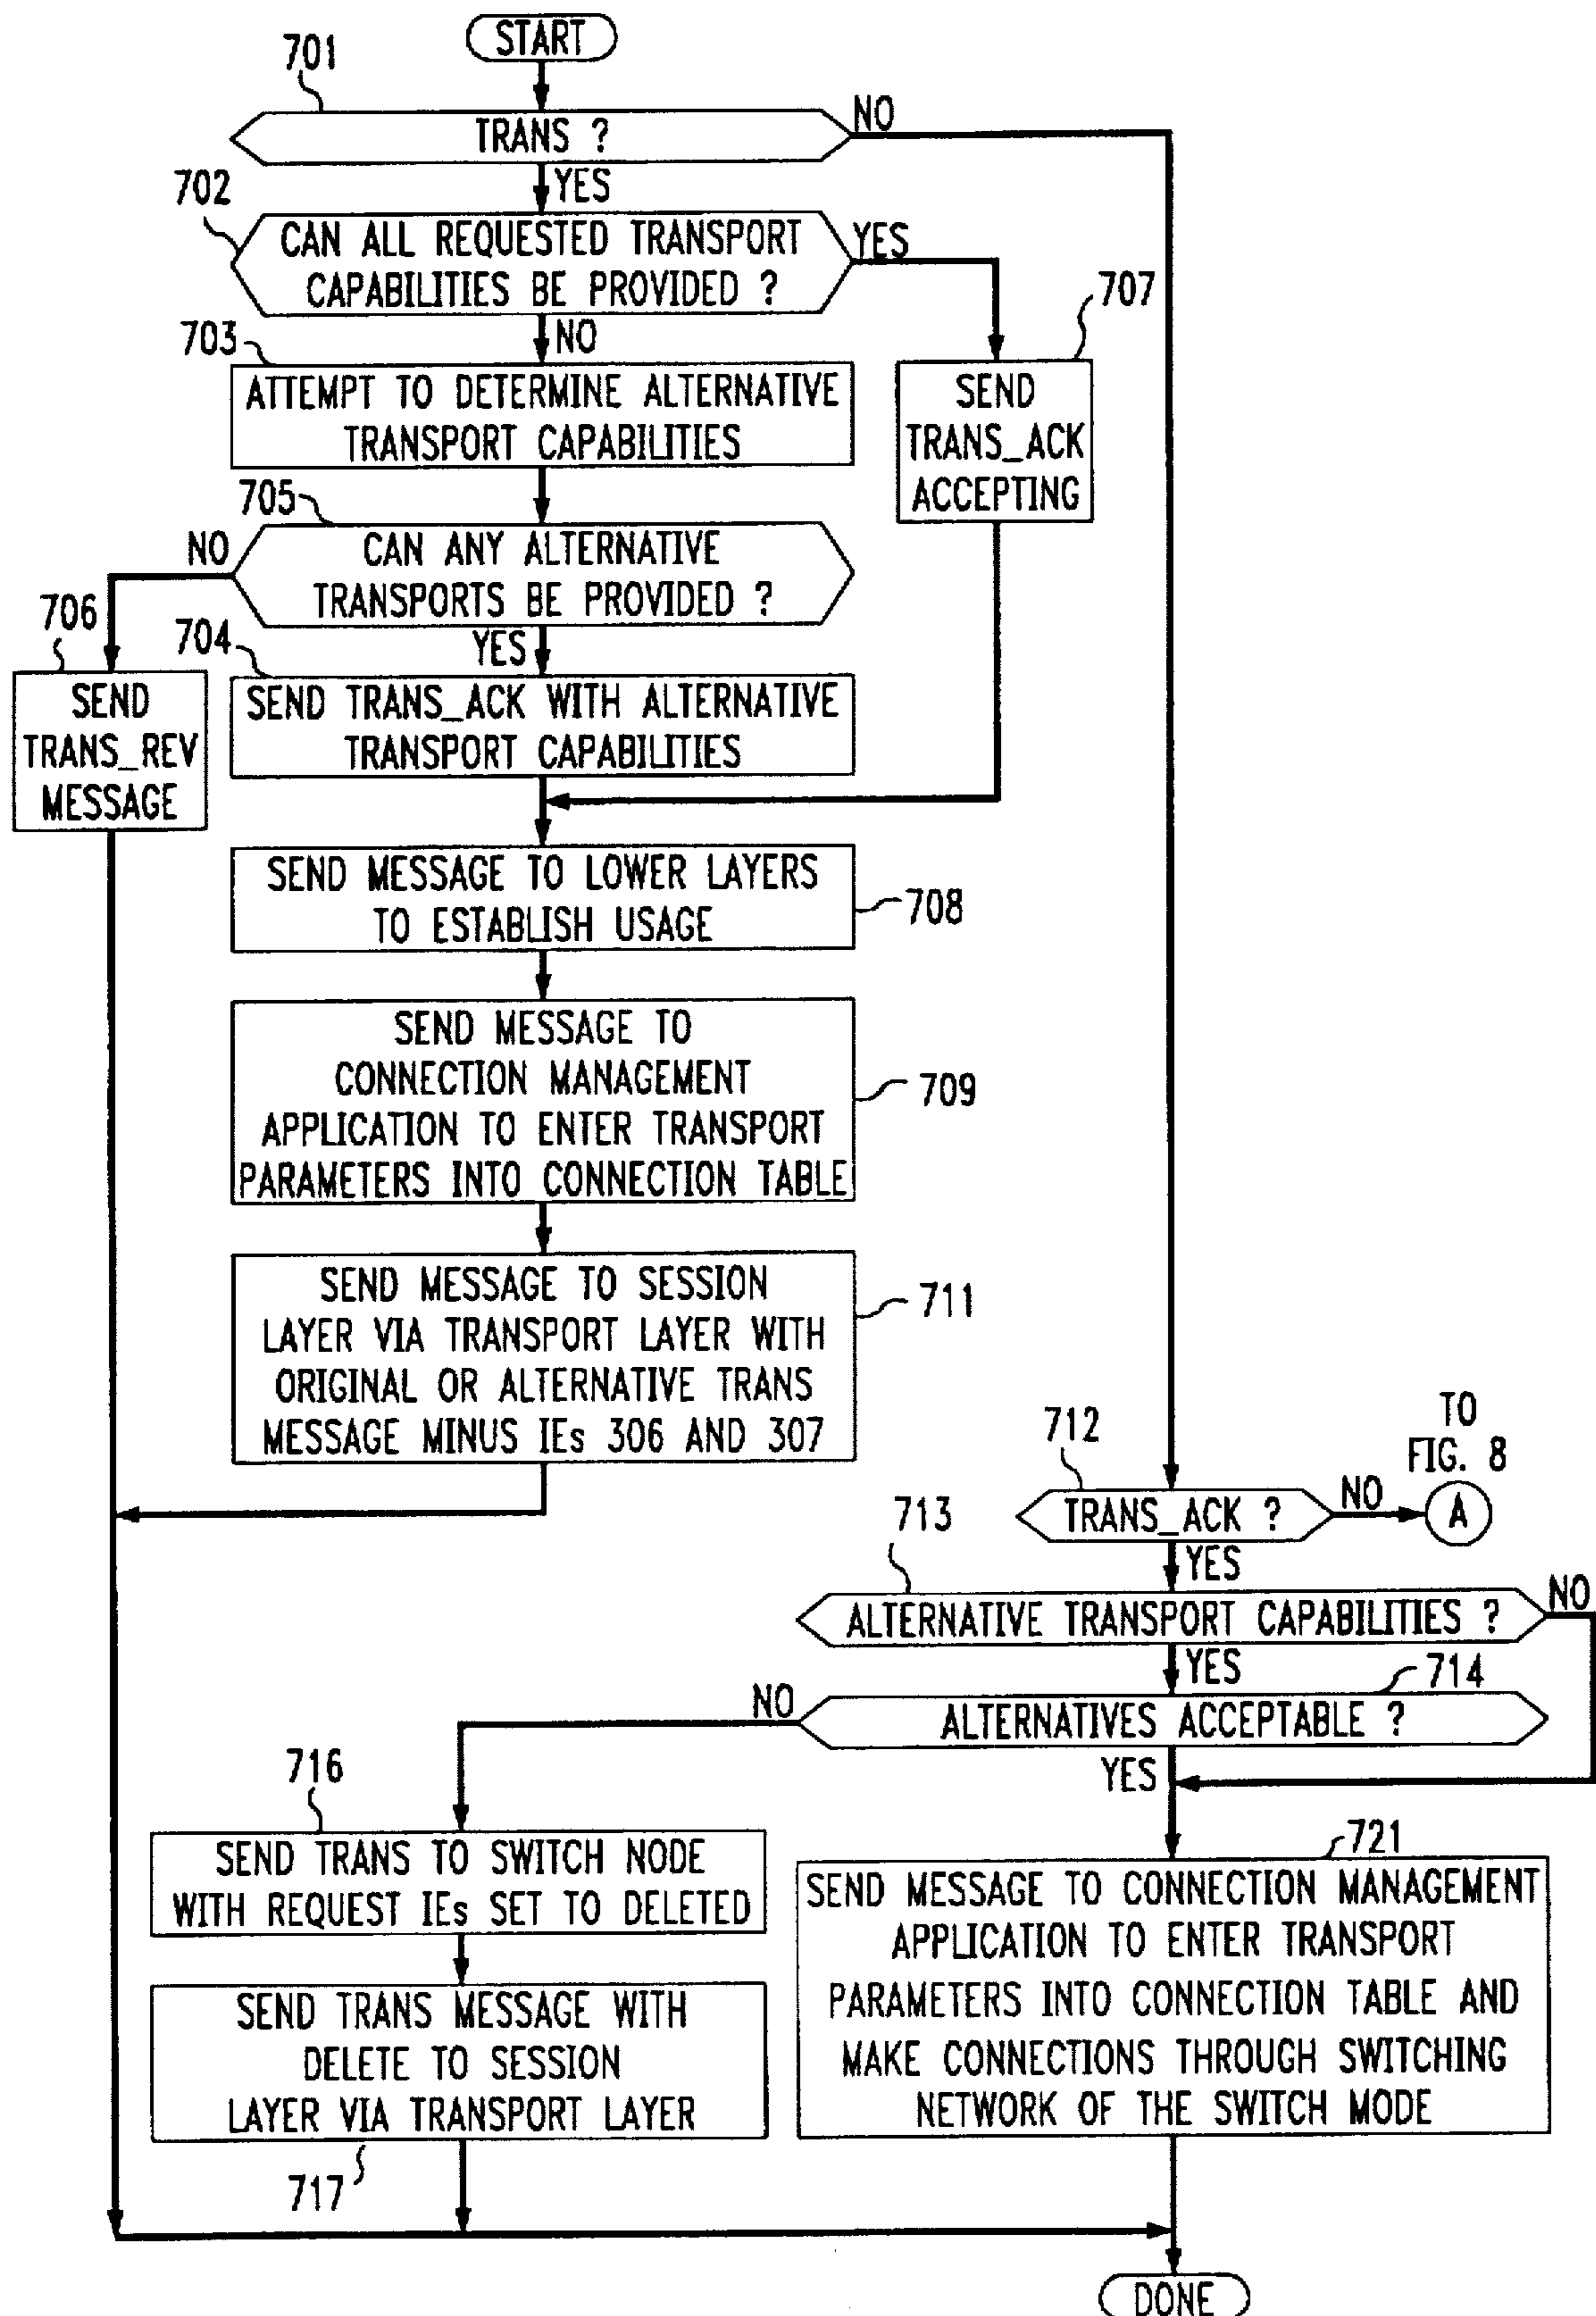 START
701
TRANS ?
NO
YES
702
CAN ALL REQUESTED TRANSPORT
CAPABILITIES BE PROVIDED ?
YES
NO
703
ATTEMPT TO DETERMINE ALTERNATIVE
TRANSPORT CAPABILITIES
707
SEND
TRANS_ACK
ACCEPTING
705
CAN ANY ALTERNATIVE
TRANSPORTS BE PROVIDED ?
NO
YES
706
SEND
TRANS_REV
MESSAGE
704
SEND TRANS_ACK WITH ALTERNATIVE
TRANSPORT CAPABILITIES
SEND MESSAGE TO LOWER LAYERS
TO ESTABLISH USAGE
708
SEND MESSAGE TO
CONNECTION MANAGEMENT
APPLICATION TO ENTER TRANSPORT
PARAMETERS INTO CONNECTION TABLE
709
SEND MESSAGE TO SESSION
LAYER VIA TRANSPORT LAYER WITH
ORIGINAL OR ALTERNATIVE TRANS
MESSAGE MINUS IEs 306 AND 307
711
712
TRANS_ACK ?
NO
TO
FIG. 8
A
YES
713
ALTERNATIVE TRANSPORT CAPABILITIES ?
NO
YES
714
ALTERNATIVES ACCEPTABLE ?
NO
YES
716
SEND TRANS TO SWITCH NODE
WITH REQUEST IEs SET TO DELETED
SEND TRANS MESSAGE WITH
DELETE TO SESSION
LAYER VIA TRANSPORT LAYER
717
721
SEND MESSAGE TO CONNECTION MANAGEMENT
APPLICATION TO ENTER TRANSPORT
PARAMETERS INTO CONNECTION TABLE AND
MAKE CONNECTIONS THROUGH SWITCHING
NETWORK OF THE SWITCH MODE
DONE